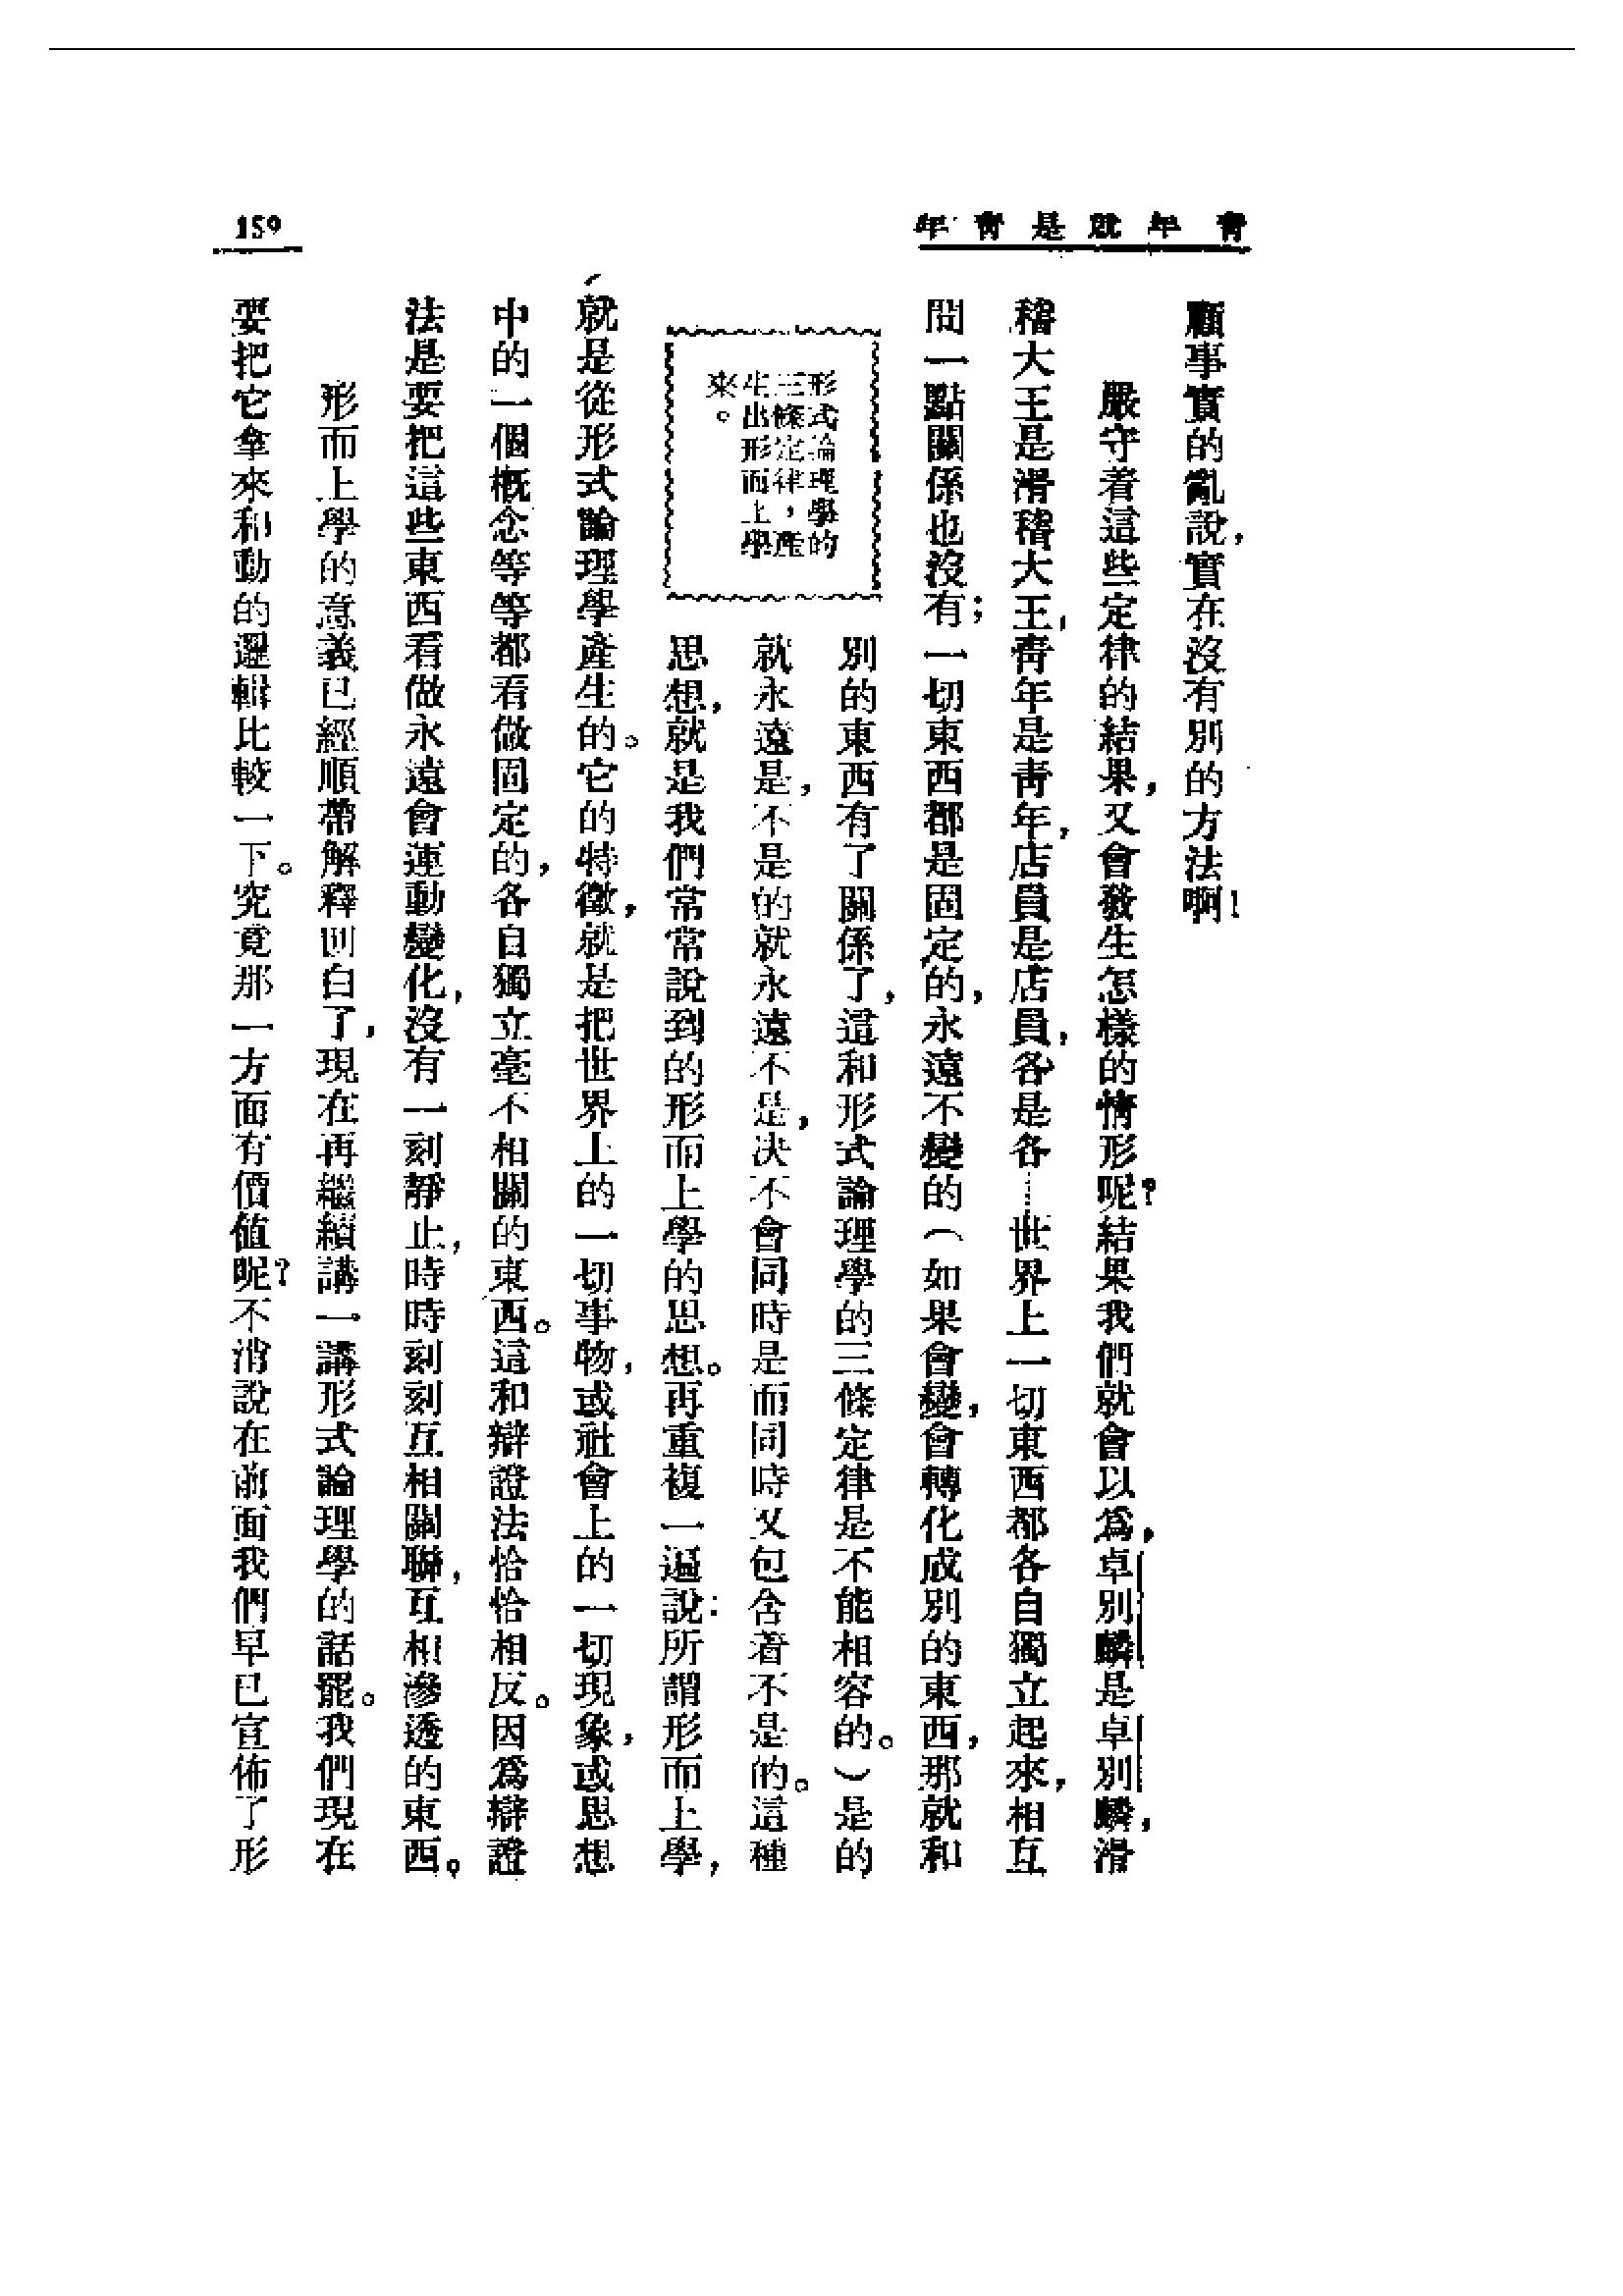 青年就是青年
159
顧事實的亂說，實在沒有別的方法啊！
嚴守着這些定律的結果，又會發生怎樣的情形呢？結果我們就會以爲，卓別麟是卓別麟，滑
稽大王是滑稽大王，青年是青年，店員是店員，各是各…世界上一切東西都各自獨立起來，相互
間一點關係也沒有；一切東西都是固定的，永遠不變的（如果會變，會轉化成別的東西，那就和
別的東西有了關係了，這和形式論理學的三條定律是不能相容的。）是的
就永遠是，不是的就永遠不是，決不會同時是而同時又包含着不是的。這種
思想，就是我們常常說到的形而上學的思想。再重複一遍說：所謂形而上學，
形式論理學的
三條定律，產
生出形而上學
來。
就是從形式論理學產生的。它的特徵，就是把世界上的一切事物，或社會上的一切現象，或思想
中的一個概念等等都看做固定的，各自獨立毫不相關的東西。這和辯證法恰恰相反。因爲辯證
法是要把這些東西看做永遠會運動變化，沒有一刻靜止，時時刻刻互相關聯，互相滲透的東西。
形而上學的意義已經順帶解釋明白了，現在再繼續講一講形式論理學的話罷。我們現在
要把它拿來和動的邏輯比較一下。究竟那一方面有價值呢？不消說在前面我們早已宣佈了形